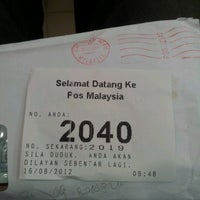 Selamat Datang Ke
Pos Malaysia
NO. ANDA:
2040
NO. SEKARANG:2019
SILA DUDUK. ANDA AKAN
DILAYAN SEBENTAR LAGI.
16/08/2012 09:48